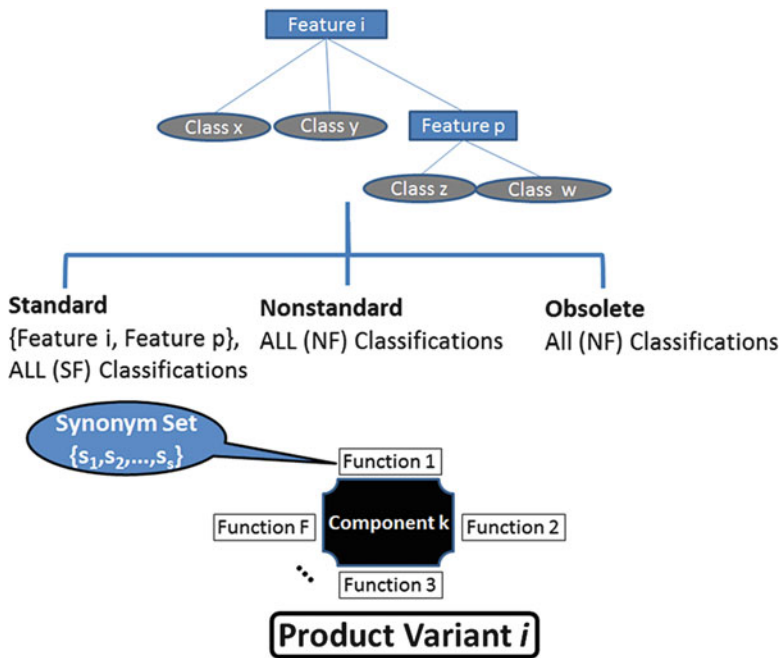 Feature i
Class x
Class y
Feature p
Class z
Class w
Standard
{Feature i, Feature p},
ALL (SF) Classifications
Nonstandard
ALL (NF) Classifications
Obsolete
All (NF) Classifications
Synonym Set
{s₁,s₂,...,sₛ}
Function 1
Function F
Component k
Function 2
Function 3
Product Variant i